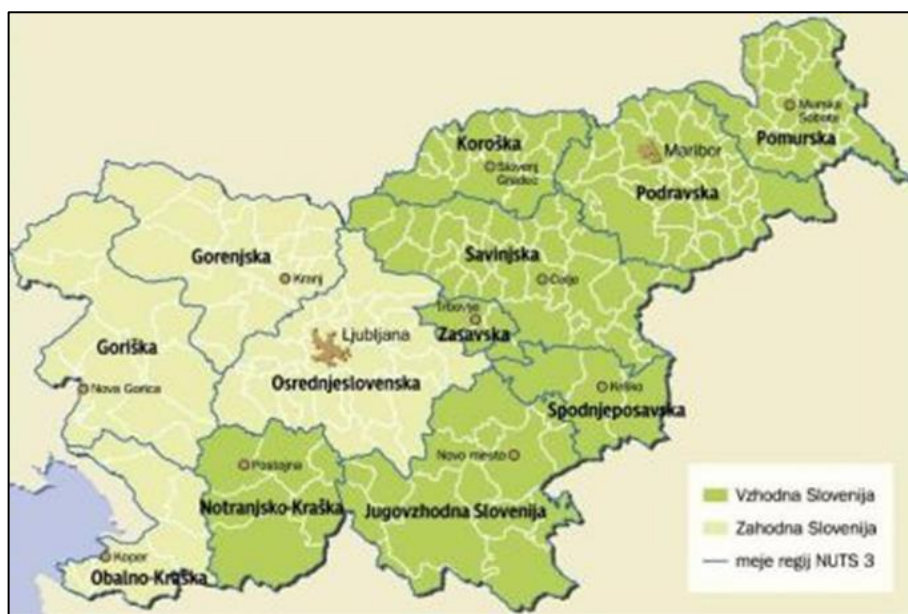 Murska
Sobota
Pomurska
Koroška
Slovenj
Gradec
Maribor
Podravska
Gorenjska
Kranj
Savinjska
Celje
Trbovlje
Zasavska
Ljubljana
Osrednjeslovenska
Goriška
Nova Gorica
Krško
Spodnjeposavska
Postojna
Novo mesto
Notranjsko-Kraška
Jugovzhodna Slovenija
Koper
Obalno-Kraška
Vzhodna Slovenija
Zahodna Slovenija
meje regij NUTS 3